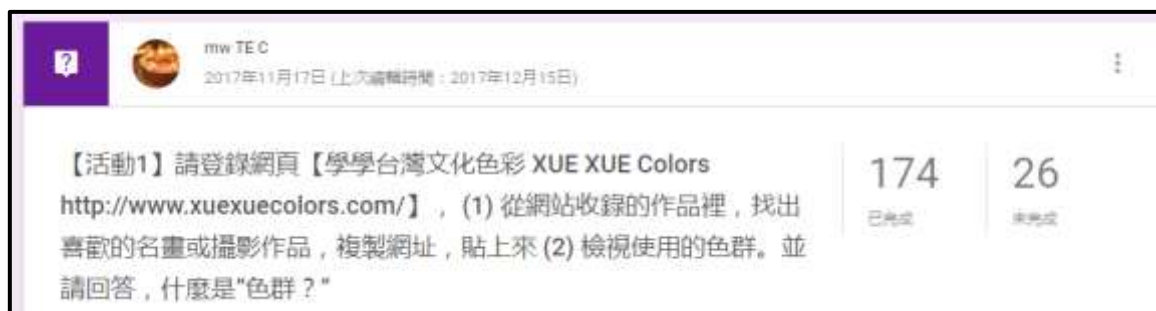 mw TE C
2017年11月17日 (上次編輯時間：2017年12月15日)
【活動1】請登錄網頁【學學台灣文化色彩 XUE XUE Colors
http://www.xuexuecolors.com/】，(1) 從網站收錄的作品裡，找出
喜歡的名畫或攝影作品，複製網址，貼上來 (2) 檢視使用的色群。並
請回答，什麼是"色群？"
174
已完成
26
未完成